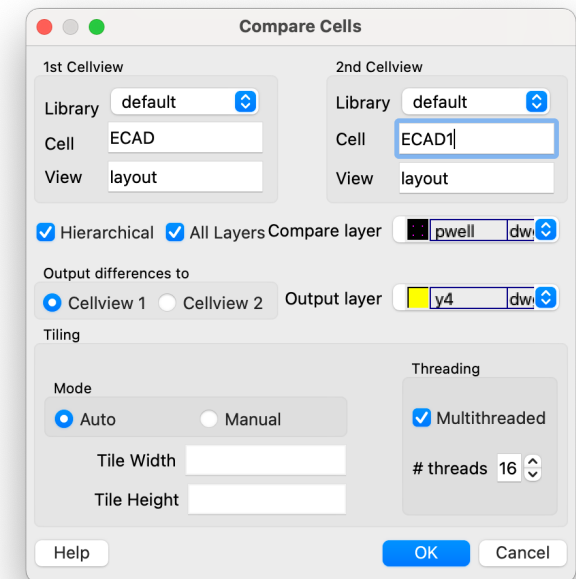 Compare Cells
1st Cellview
2nd Cellview
Library default
Library default
Cell ECAD
Cell ECAD1
View layout
View layout
Hierarchical All Layers Compare layer pwell dw
Output differences to
Cellview 1 Cellview 2 Output layer y4 dw
Tiling
Threading
Mode
Auto Manual
Multithreaded
Tile Width
# threads 16
Tile Height
Help OK Cancel